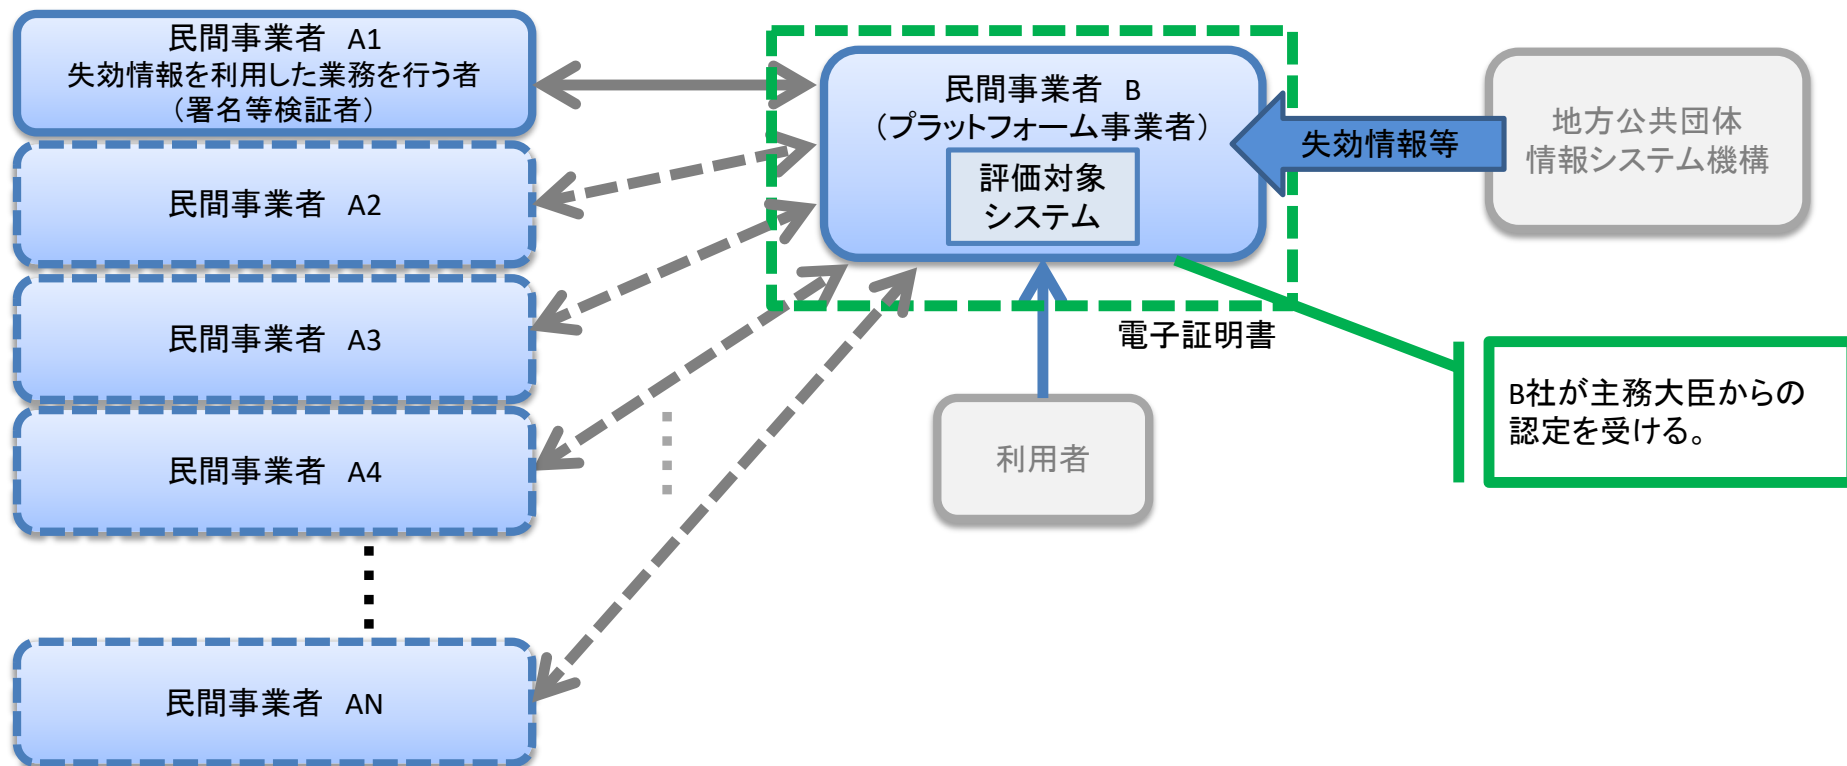 民間事業者 A1
失効情報を利用した業務を行う者
（署名等検証者）
民間事業者 A2
民間事業者 A3
民間事業者 A4
民間事業者 AN
民間事業者 B
（プラットフォーム事業者）
評価対象
システム
失効情報等
地方公共団体
情報システム機構
電子証明書
利用者
B社が主務大臣からの
認定を受ける。